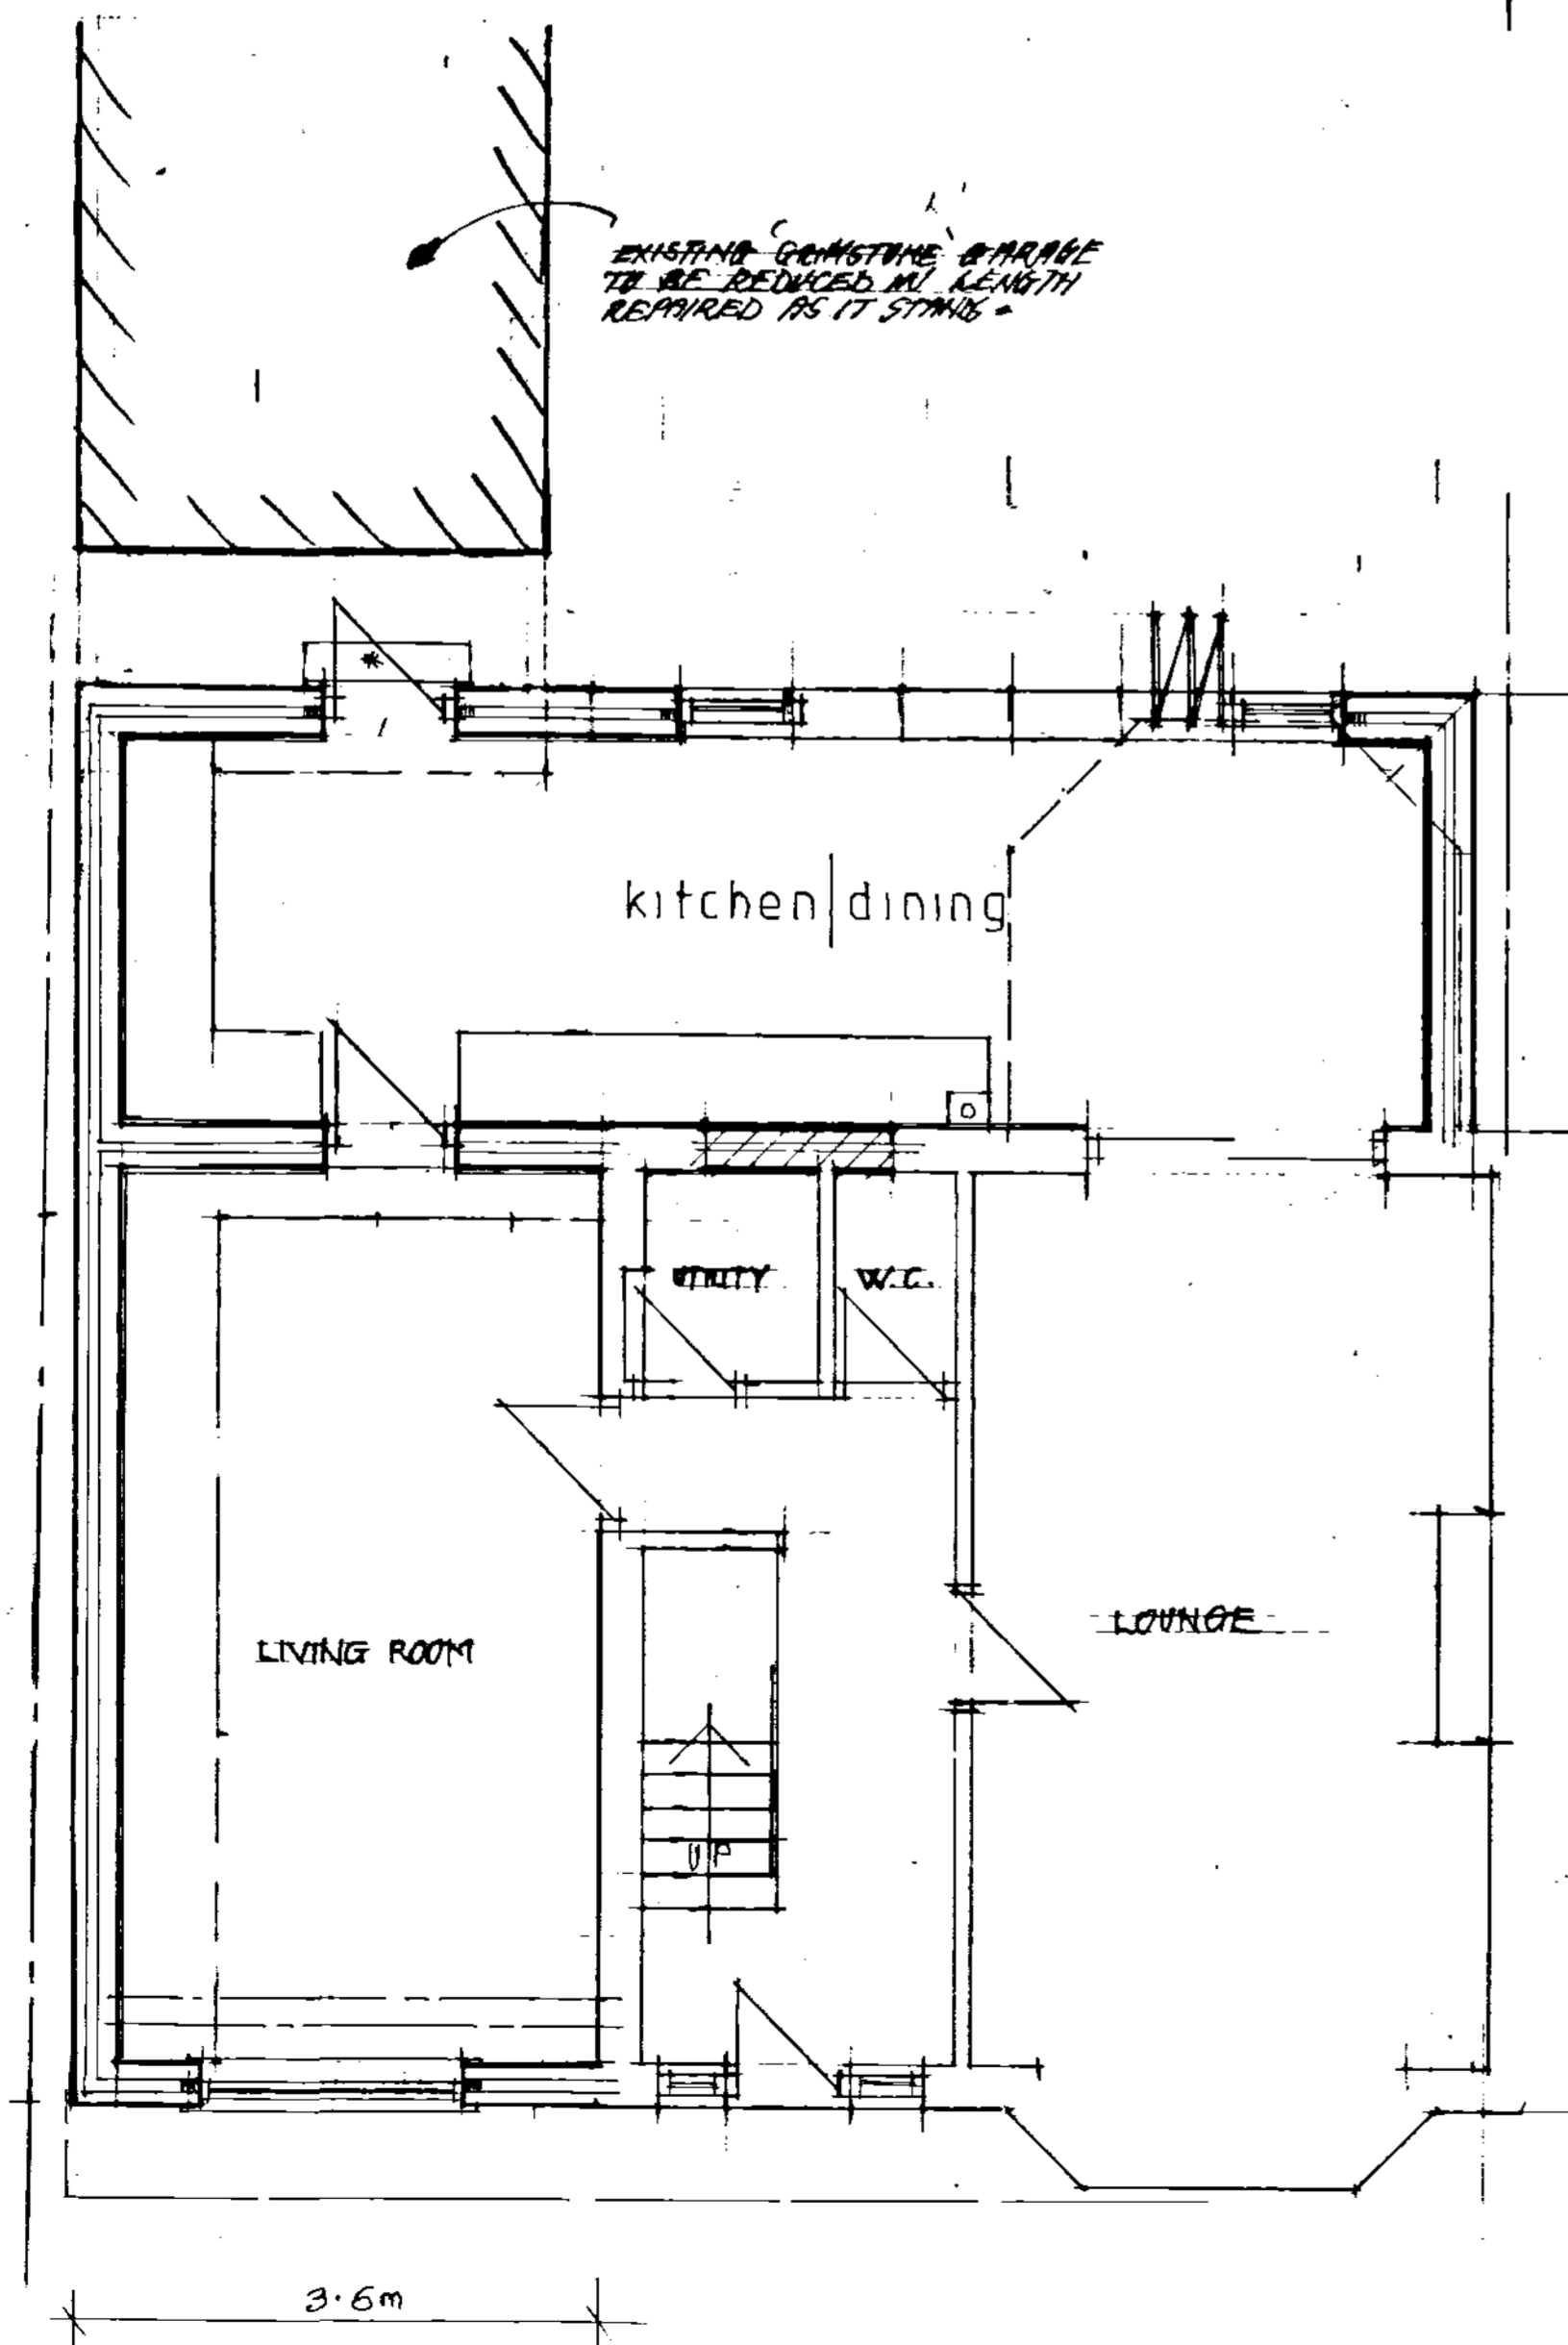 EXISTING GARAGE
TO BE REDUCED IN LENGTH
REPAIRED AS IT STANDS
kitchen dining
UTILITY W.C.
LIVING ROOM
LOUNGE
UP
3.6m